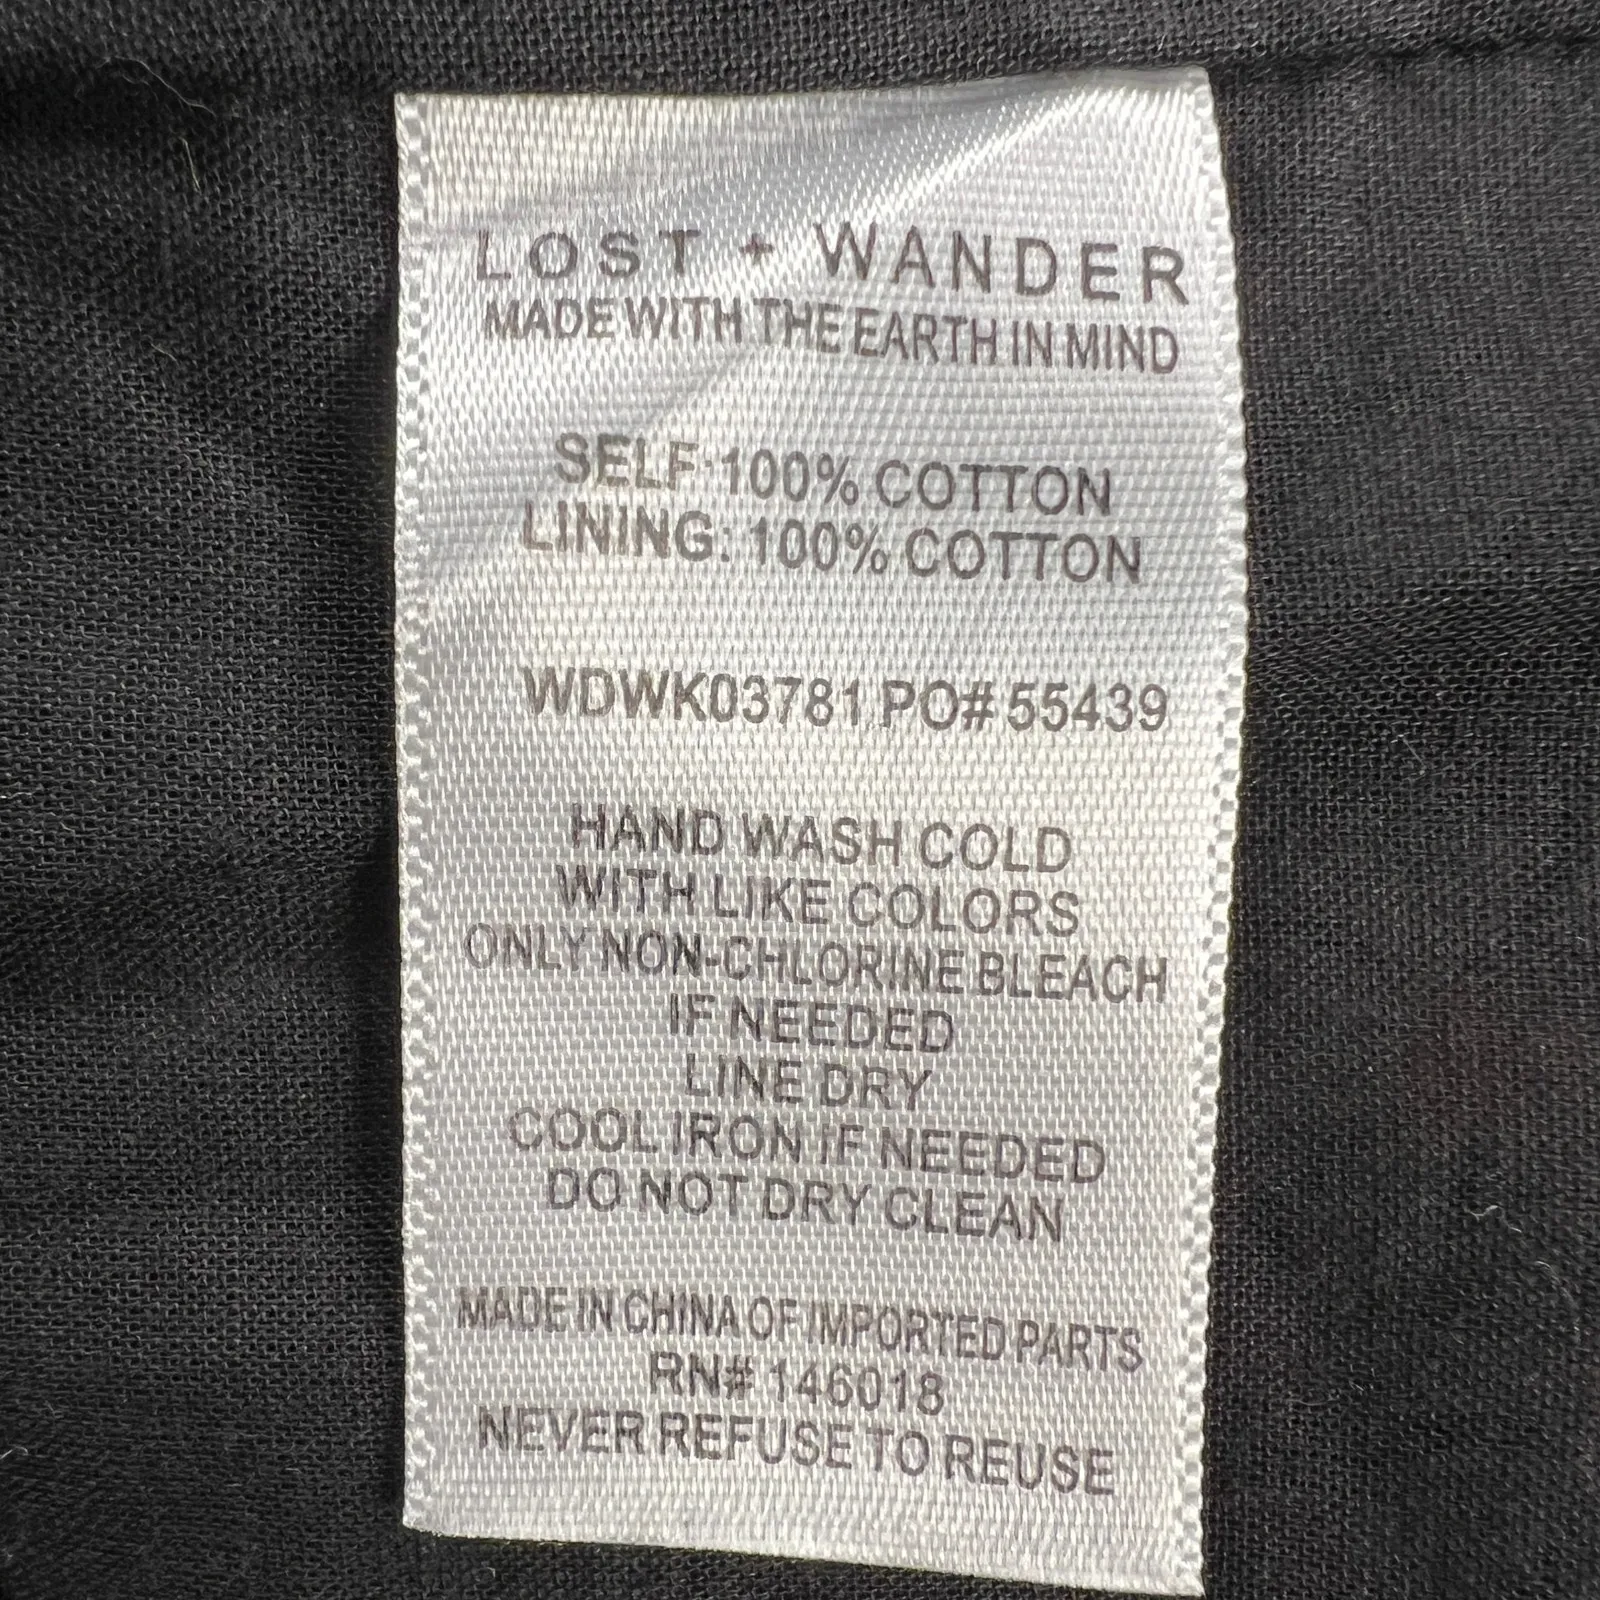 LOST + WANDER
MADE WITH THE EARTH IN MIND
SELF: 100% COTTON
LINING: 100% COTTON
WDWK03781 PO# 55439
HAND WASH COLD
WITH LIKE COLORS
ONLY NON-CHLORINE BLEACH
IF NEEDED
LINE DRY
COOL IRON IF NEEDED
DO NOT DRY CLEAN
MADE IN CHINA OF IMPORTED PARTS
RN# 146018
NEVER REFUSE TO REUSE